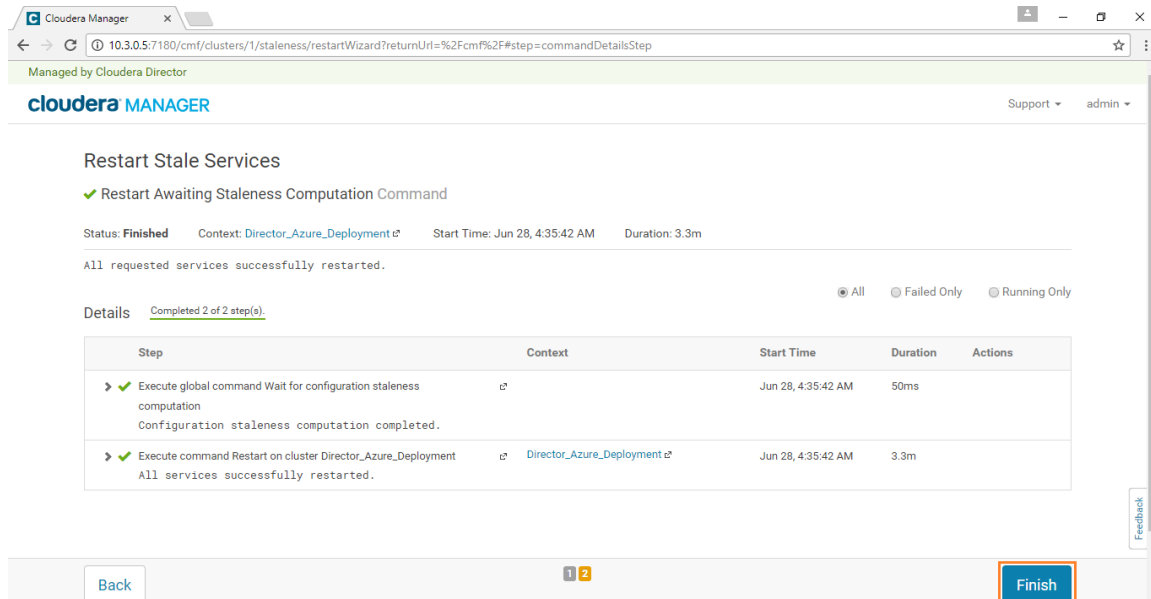 Cloudera Manager
10.3.0.5:7180/cmf/clusters/1/staleness/restartWizard?returnUrl=%2Fcmf%2F#step=commandDetailsStep
Managed by Cloudera Director
cloudera MANAGER
Support
admin
Restart Stale Services
Restart Awaiting Staleness Computation Command
Status: Finished Context: Director_Azure_Deployment Start Time: Jun 28, 4:35:42 AM Duration: 3.3m
All requested services successfully restarted.
All Failed Only Running Only
Details Completed 2 of 2 step(s).
Step Context Start Time Duration Actions
Execute global command Wait for configuration staleness Jun 28, 4:35:42 AM 50ms
computation
Configuration staleness computation completed.
Execute command Restart on cluster Director_Azure_Deployment Director_Azure_Deployment Jun 28, 4:35:42 AM 3.3m
All services successfully restarted.
Feedback
Back 1 2 Finish